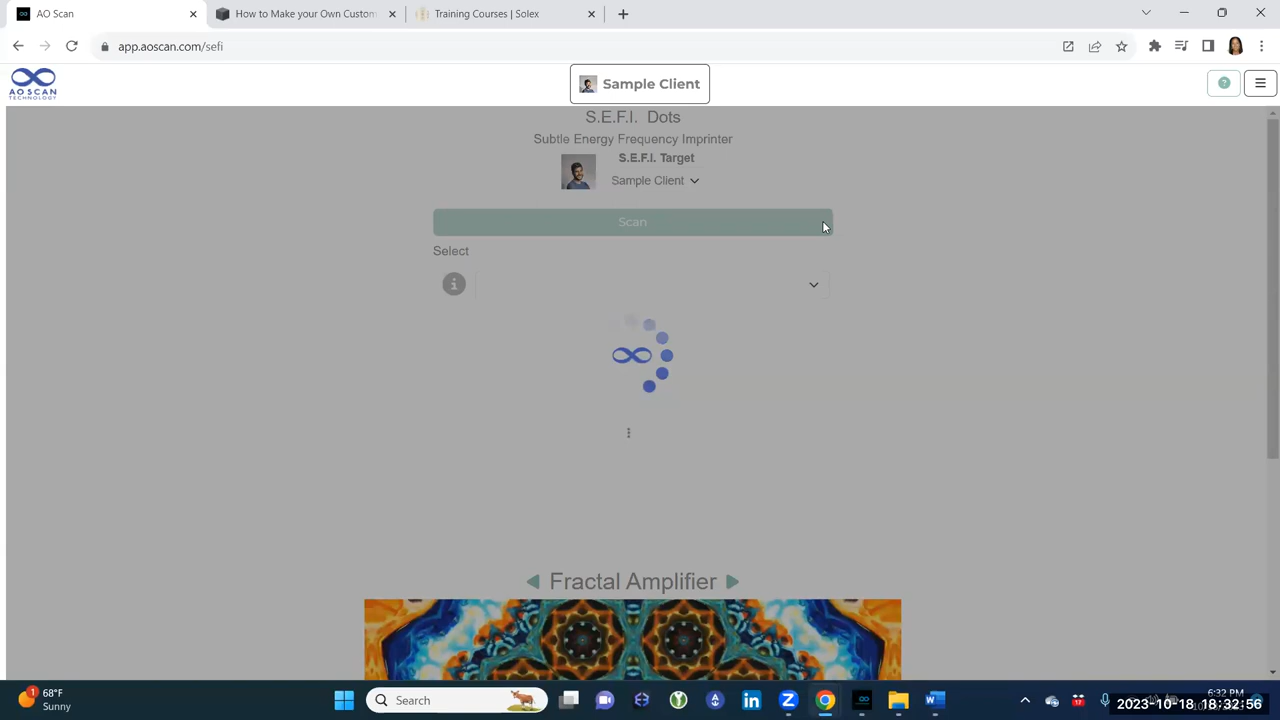 AO Scan
How to Make your Own Custom
Training Courses | Solex
app.aoscan.com/sefi
AO SCAN
TECHNOLOGY
Sample Client
S.E.F.I. Dots
Subtle Energy Frequency Imprinter
S.E.F.I. Target
Sample Client
Scan
Select
Fractal Amplifier
1
68°F
Sunny
Search
6:32 PM
2023-10-18 18:32:56